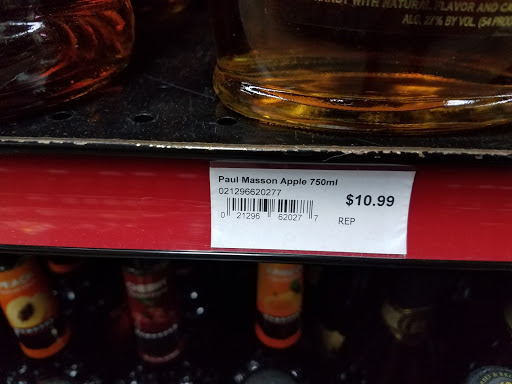 WITH NATURAL FLAVOR AND
ALC. 27% BY VOL (54 PROO
Paul Masson Apple 750ml
021296620277
$10.99
0 21296 62027 7
REP